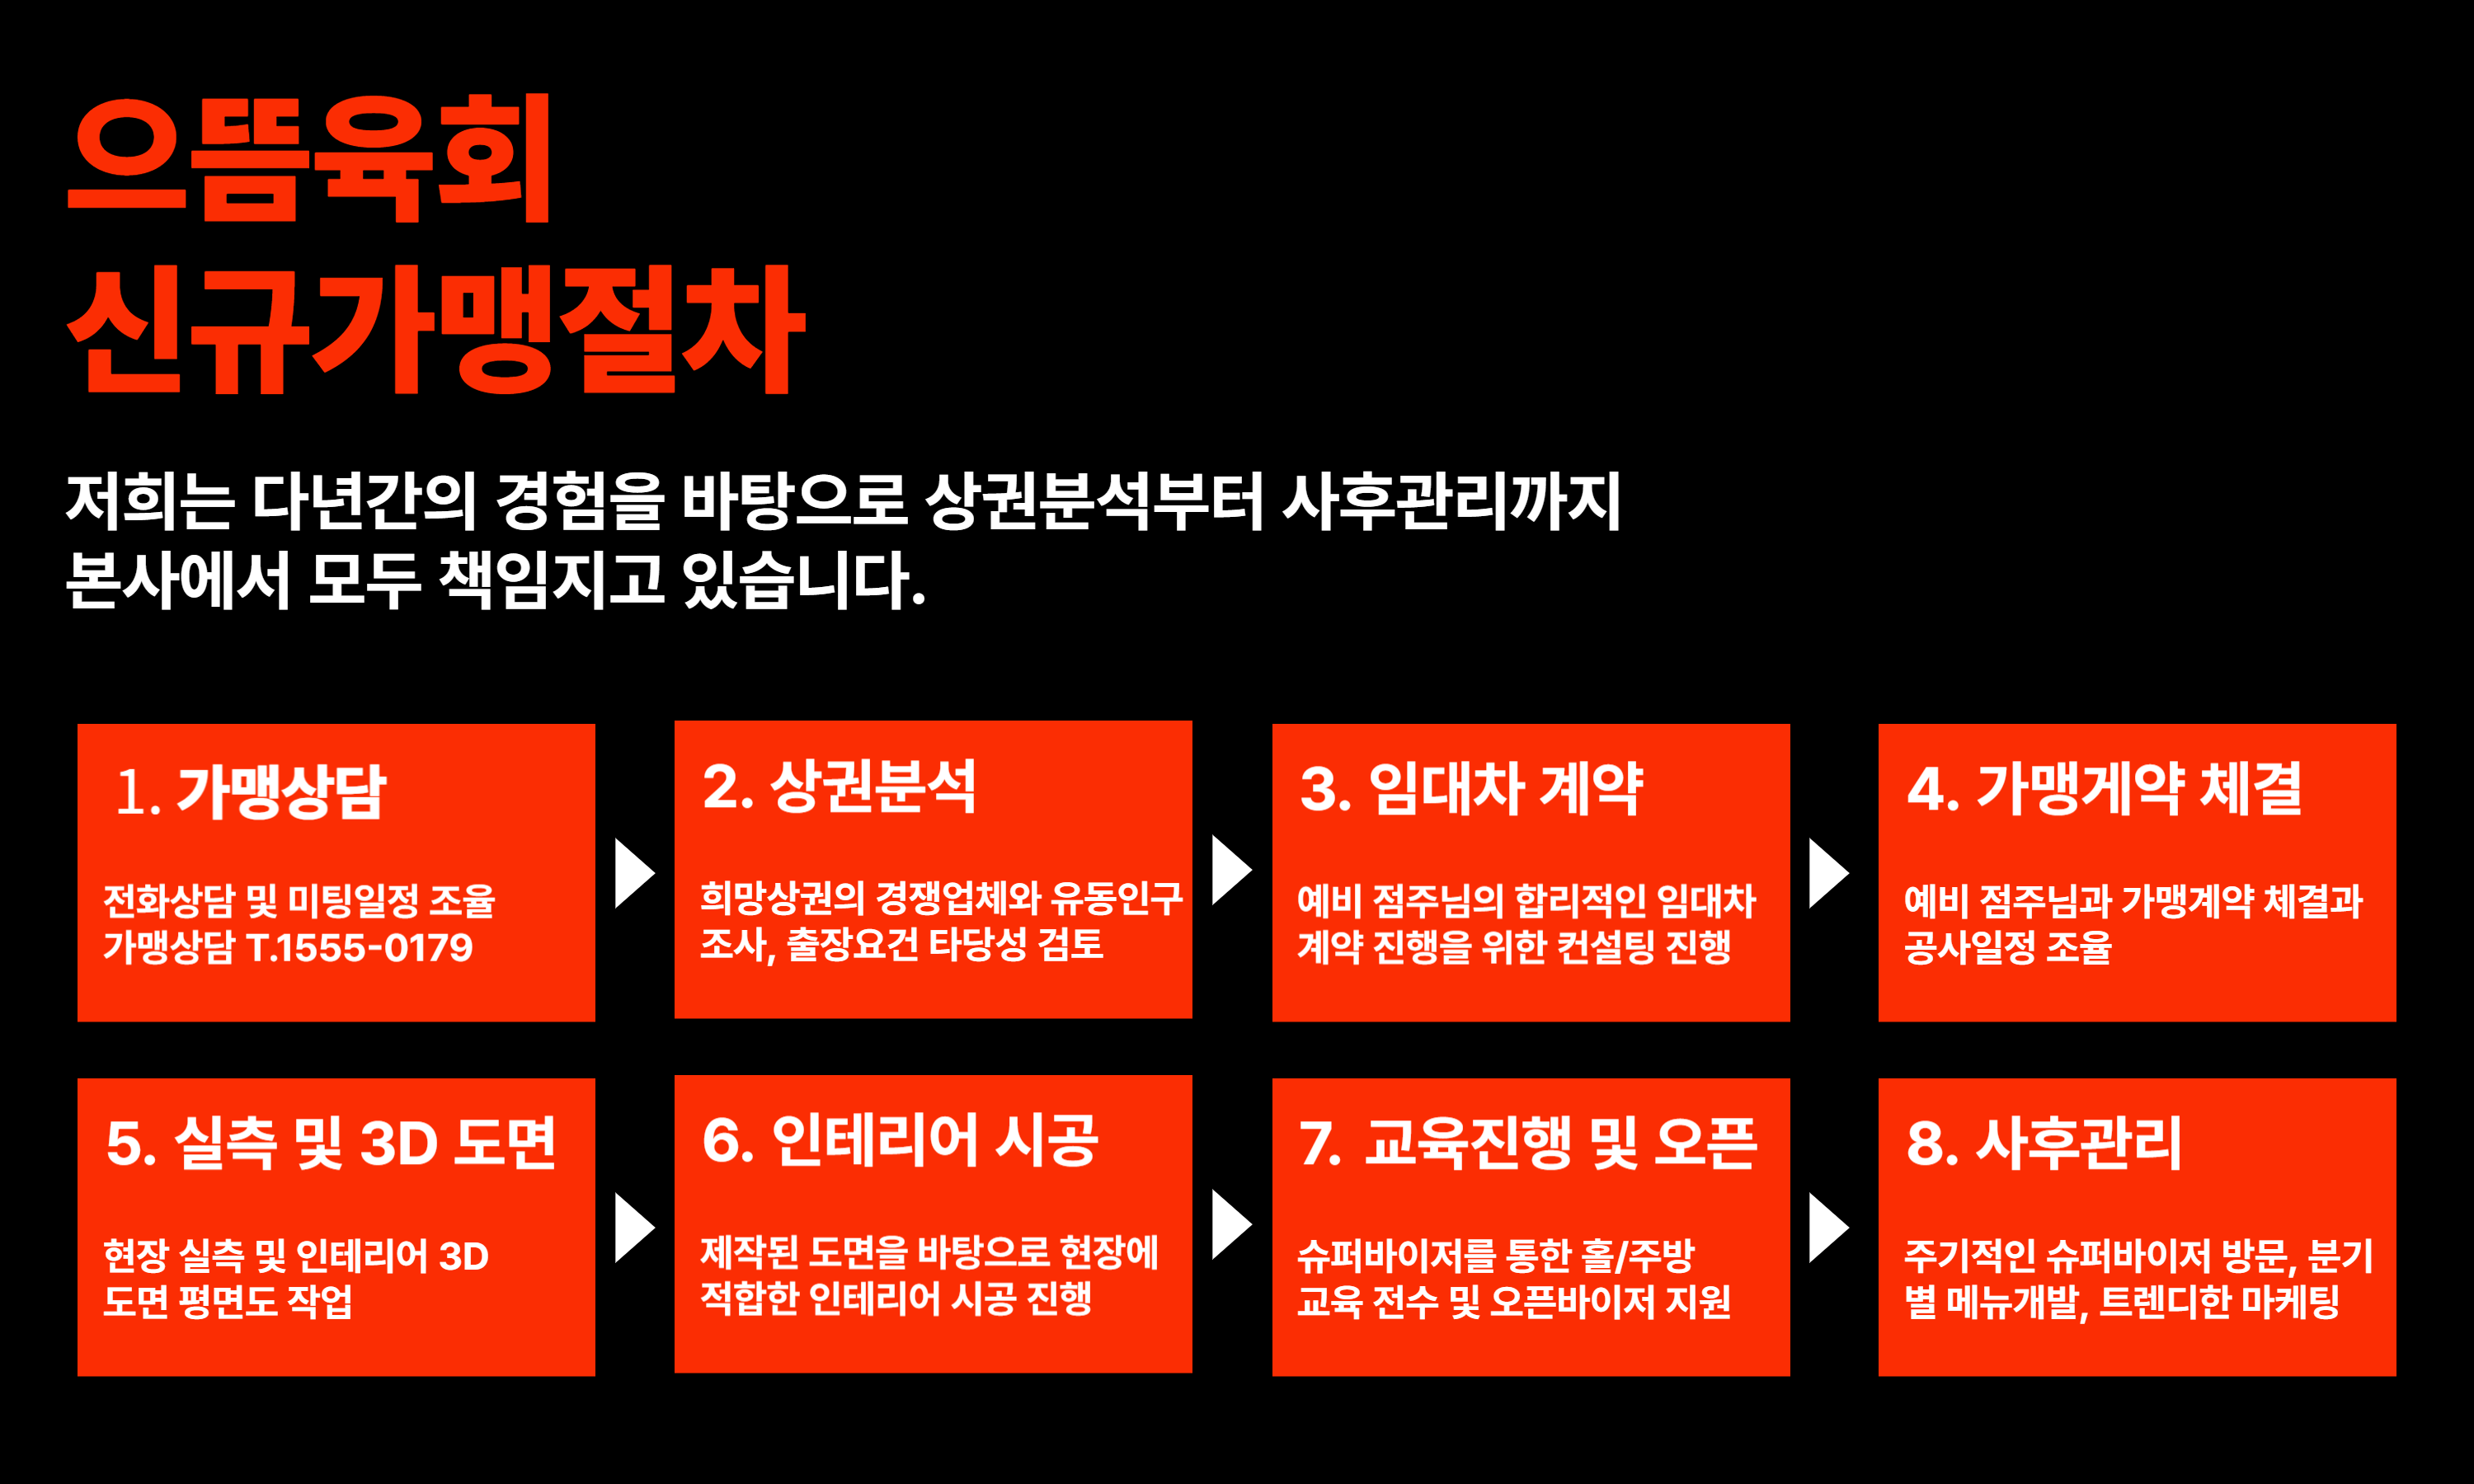 으뜸육회
신규가맹절차
저희는 다년간의 경험을 바탕으로 상권분석부터 사후관리까지
본사에서 모두 책임지고 있습니다.
1. 가맹상담
전화상담 및 미팅일정 조율
가맹상담 T.1555-0179
2. 상권분석
희망상권의 경쟁업체와 유동인구
조사, 출장요건 타당성 검토
3. 임대차 계약
예비 점주님의 합리적인 임대차
계약 진행을 위한 컨설팅 진행
4. 가맹계약 체결
예비 점주님과 가맹계약 체결과
공사일정 조율
5. 실측 및 3D 도면
현장 실측 및 인테리어 3D
도면 평면도 작업
6. 인테리어 시공
제작된 도면을 바탕으로 현장에
적합한 인테리어 시공 진행
7. 교육진행 및 오픈
슈퍼바이저를 통한 홀/주방
교육 전수 및 오픈바이저 지원
8. 사후관리
주기적인 슈퍼바이저 방문, 분기
별 메뉴개발, 트렌디한 마케팅